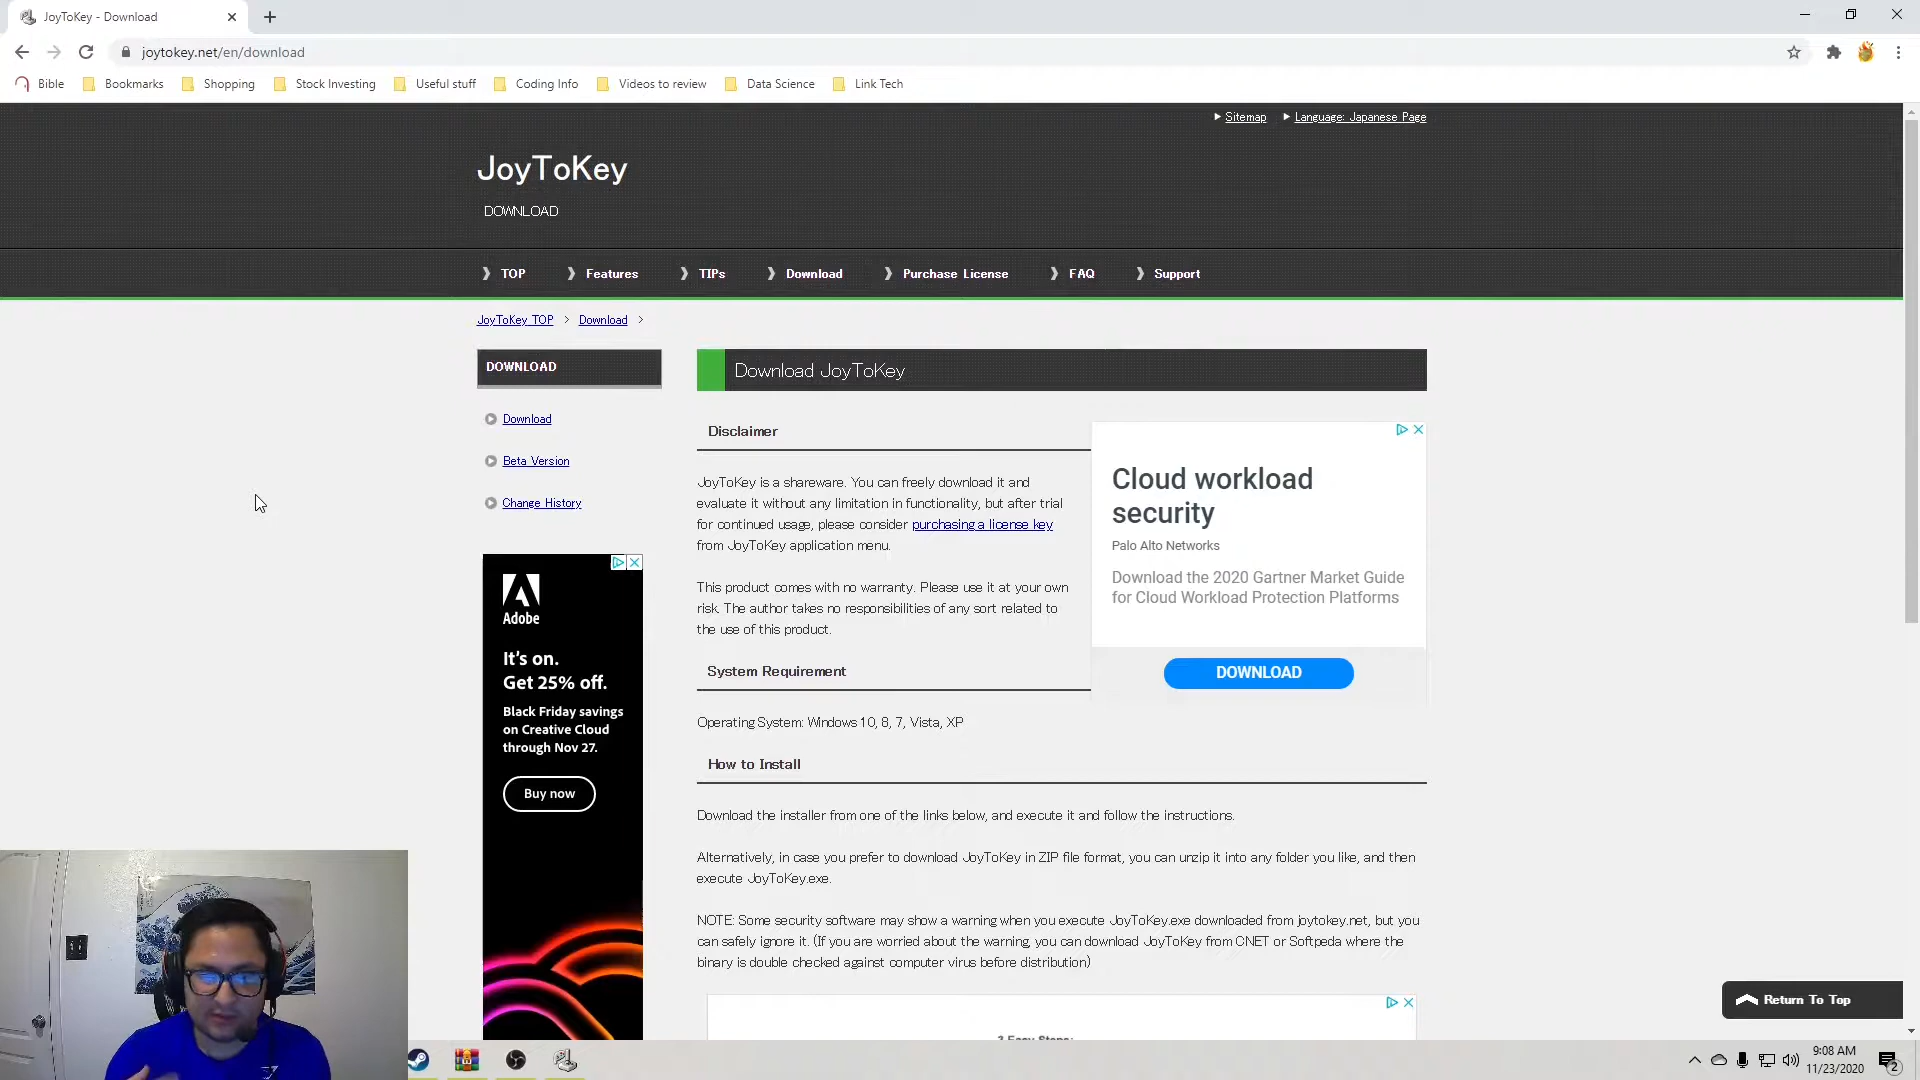 JoyToKey - Download
joytokey.net/en/download
Bible
Bookmarks
Shopping
Stock Investing
Useful stuff
Coding Info
Videos to review
Data Science
Link Tech
Sitemap
Language: Japanese Page
JoyToKey
DOWNLOAD
TOP
Features
TIPs
Download
Purchase License
FAQ
Support
JoyToKey TOP > Download >
DOWNLOAD
Download
Beta Version
Change History
Adobe
It's on.
Get 25% off.
Black Friday savings
on Creative Cloud
through Nov 27.
Buy now
Download JoyToKey
Disclaimer
JoyToKey is a shareware. You can freely download it and
evaluate it without any limitation in functionality, but after trial
for continued usage, please consider purchasing a license key
from JoyToKey application menu.
This product comes with no warranty. Please use it at your own
risk. The author takes no responsibilities of any sort related to
the use of this product.
Cloud workload
security
Palo Alto Networks
Download the 2020 Gartner Market Guide
for Cloud Workload Protection Platforms
DOWNLOAD
System Requirement
Operating System: Windows 10, 8, 7, Vista, XP
How to Install
Download the installer from one of the links below, and execute it and follow the instructions.
Alternatively, in case you prefer to download JoyToKey in ZIP file format, you can unzip it into any folder you like, and then
execute JoyToKey.exe.
NOTE: Some security software may show a warning when you execute JoyToKey.exe downloaded from joytokey.net, but you
can safely ignore it. (If you are worried about the warning, you can download JoyToKey from CNET or Softpeda where the
binary is double checked against computer virus before distribution)
3 Easy Steps:
Return To Top
9:08 AM
11/23/2020
2